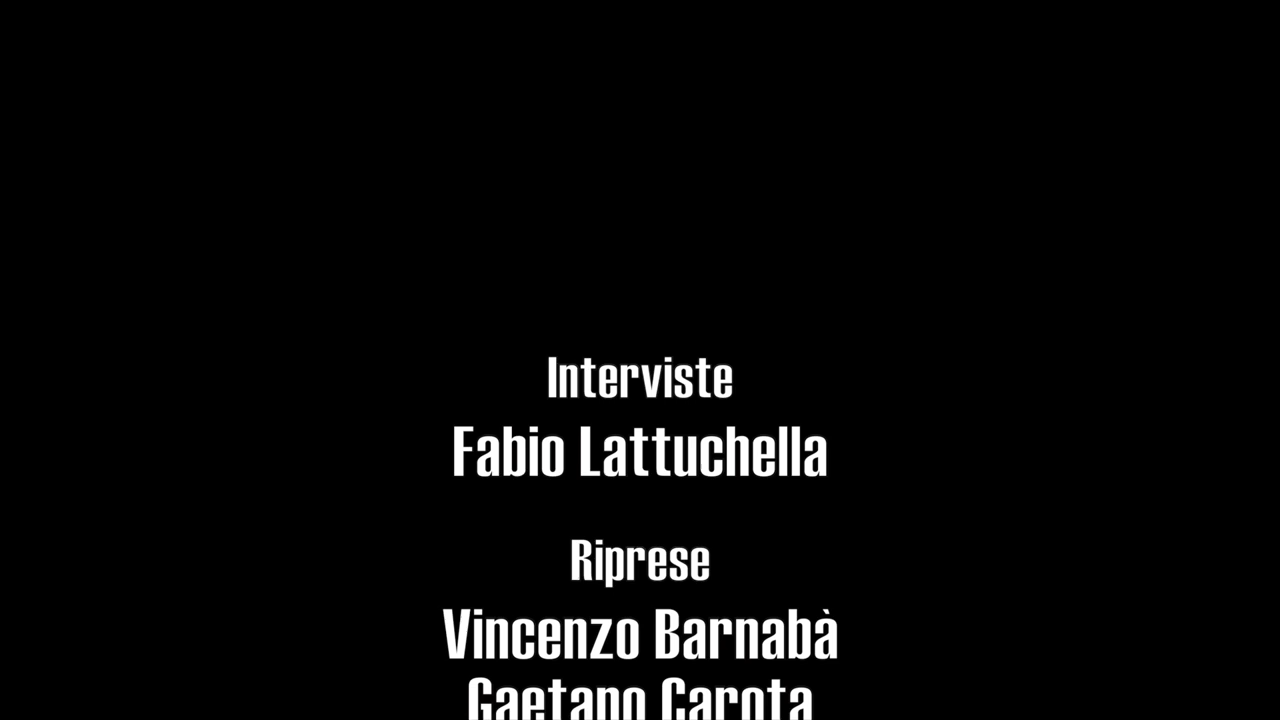 Interviste
Fabio Lattuchella
Riprese
Vincenzo Barnabà
Gaetano Carota